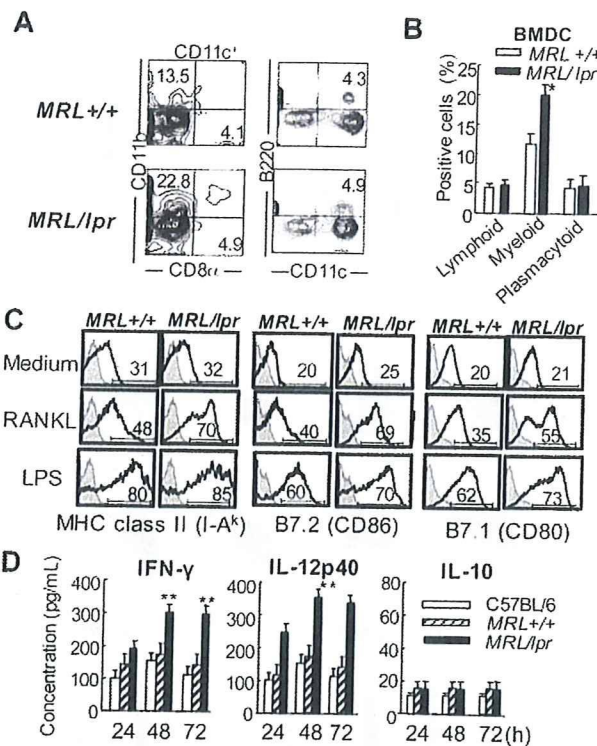 A
CD11c⁺
MRL+/+
CD11b
13.5
4.1
B220
4.3
MRL/lpr
22.8
4.9
4.9
CD8α
CD11c
B
BMDC
MRL +/+
MRL/lpr
Positive cells (%)
25
20
15
10
5
0
*
Lymphoid
Myeloid
Plasmacytoid
C
MRL+/+ MRL/lpr MRL+/+ MRL/lpr MRL+/+ MRL/lpr
Medium 31 32 20 25 20 21
RANKL 48 70 40 69 35 55
LPS 80 85 60 70 62 73
MHC class II (I-Aᵏ) B7.2 (CD86) B7.1 (CD80)
D
IFN-γ IL-12p40 IL-10
Concentration (pg/mL)
400
300
200
100
0
** **
24 48 72
400
300
200
100
0
**
24 48 72
80
60
40
20
0
24 48 72(h)
C57BL/6
MRL+/+
MRL/lpr